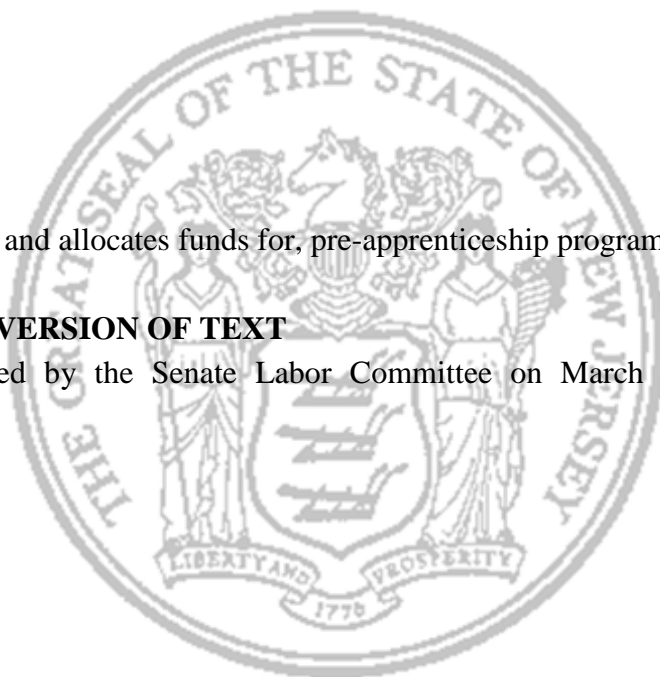 THE GREAT SEAL OF THE STATE OF NEW JERSEY
and allocates funds for, pre-apprenticeship program
VERSION OF TEXT
ed by the Senate Labor Committee on March
LIBERTY AND PROSPERITY
1776